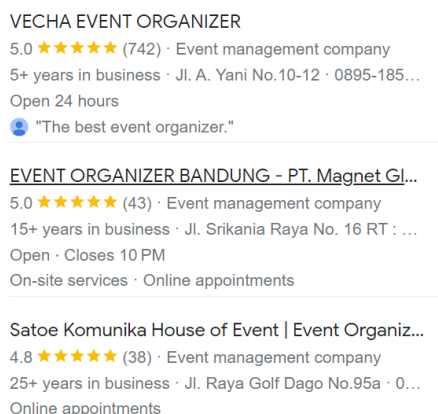 VECHA EVENT ORGANIZER
5.0 ★★★★★ (742) · Event management company
5+ years in business · Jl. A. Yani No.10-12 · 0895-185...
Open 24 hours
"The best event organizer."
EVENT ORGANIZER BANDUNG - PT. Magnet Gl...
5.0 ★★★★★ (43) · Event management company
15+ years in business · Jl. Srikania Raya No. 16 RT : ...
Open · Closes 10 PM
On-site services · Online appointments
Satoe Komunika House of Event | Event Organiz...
4.8 ★★★★★ (38) · Event management company
25+ years in business · Jl. Raya Golf Dago No.95a · 0...
Online appointments